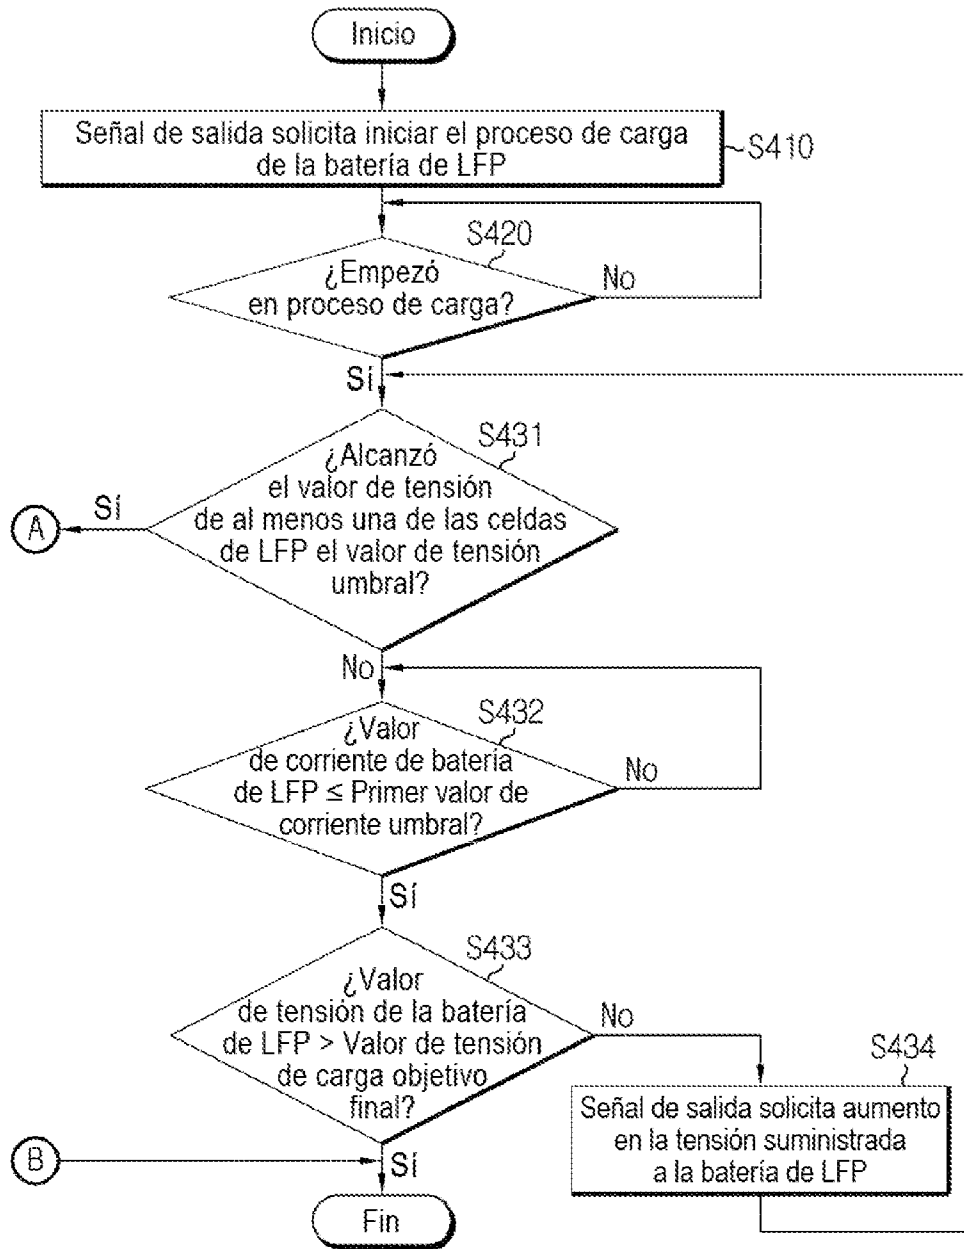 Inicio
Señal de salida solicita iniciar el proceso de carga
de la batería de LFP
S410
S420
¿Empezó
en proceso de carga?
No
Sí
S431
¿Alcanzó
el valor de tensión
de al menos una de las celdas
de LFP el valor de tensión
umbral?
Sí
A
No
S432
¿Valor
de corriente de batería
de LFP ≤ Primer valor de
corriente umbral?
No
Sí
S433
¿Valor
de tensión de la batería
de LFP > Valor de tensión
de carga objetivo
final?
No
S434
Señal de salida solicita aumento
en la tensión suministrada
a la batería de LFP
B
Sí
Fin